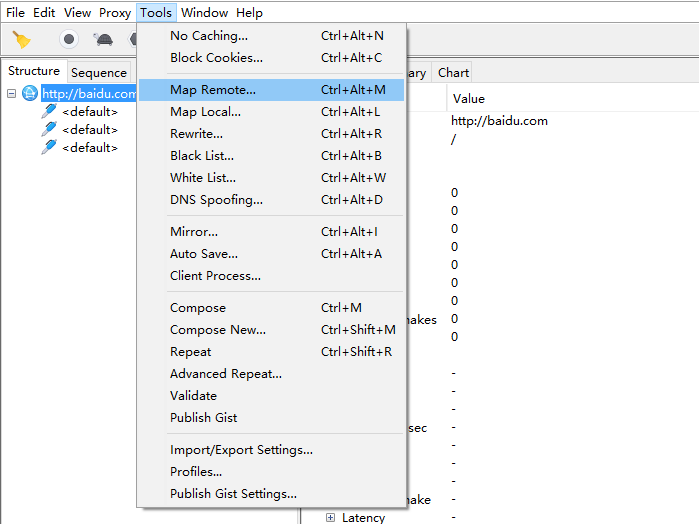 File Edit View Proxy Tools Window Help
No Caching... Ctrl+Alt+N
Block Cookies... Ctrl+Alt+C
Structure Sequence
ary Chart
Map Remote... Ctrl+Alt+M
http://baidu.com
Value
Map Local... Ctrl+Alt+L
<default>
http://baidu.com
Rewrite... Ctrl+Alt+R
<default>
/
Black List... Ctrl+Alt+B
<default>
White List... Ctrl+Alt+W
0
DNS Spoofing... Ctrl+Alt+D
0
0
Mirror... Ctrl+Alt+I
0
Auto Save... Ctrl+Alt+A
0
Client Process...
0
0
Compose Ctrl+M
akes 0
Compose New... Ctrl+Shift+M
0
Repeat Ctrl+Shift+R
Advanced Repeat...
-
Validate
-
Publish Gist
-
sec -
Import/Export Settings...
-
Profiles...
-
Publish Gist Settings...
-
ake -
Latency -